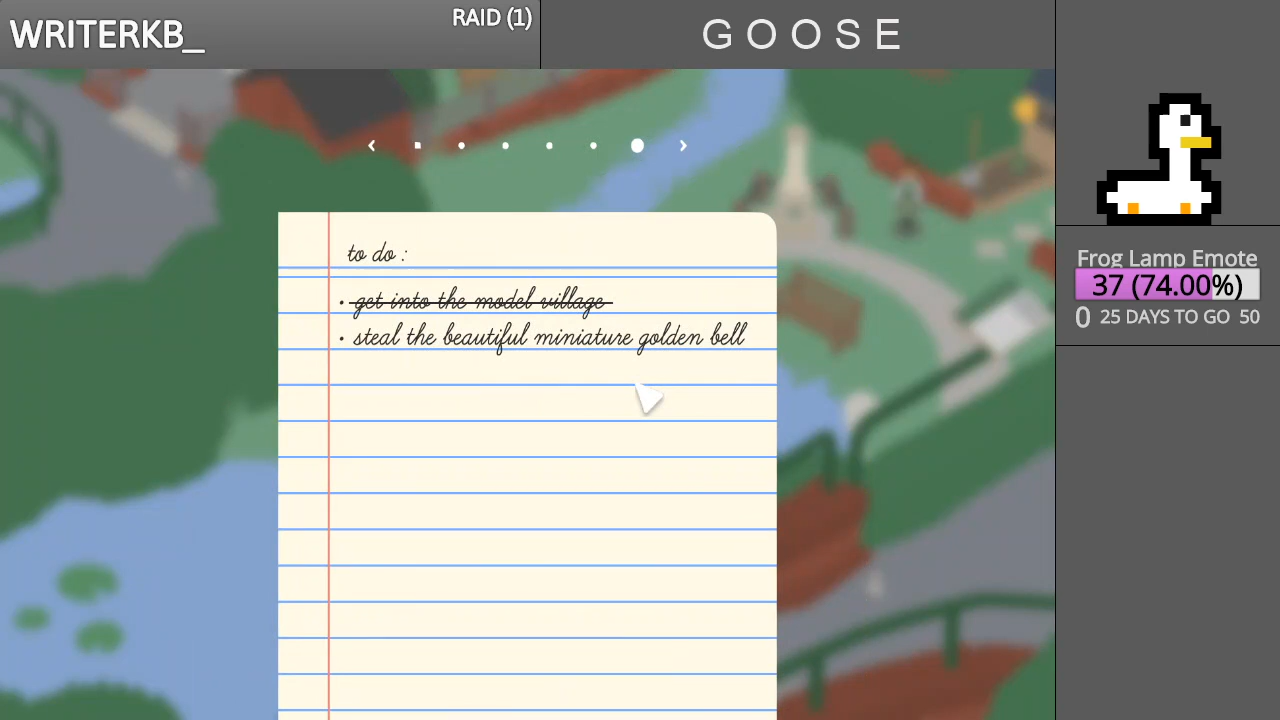 WRITERKB_
RAID (1)
GOOSE
to do :
• get into the model village
• steal the beautiful miniature golden bell
Frog Lamp Emote
37 (74.00%)
0 25 DAYS TO GO 50